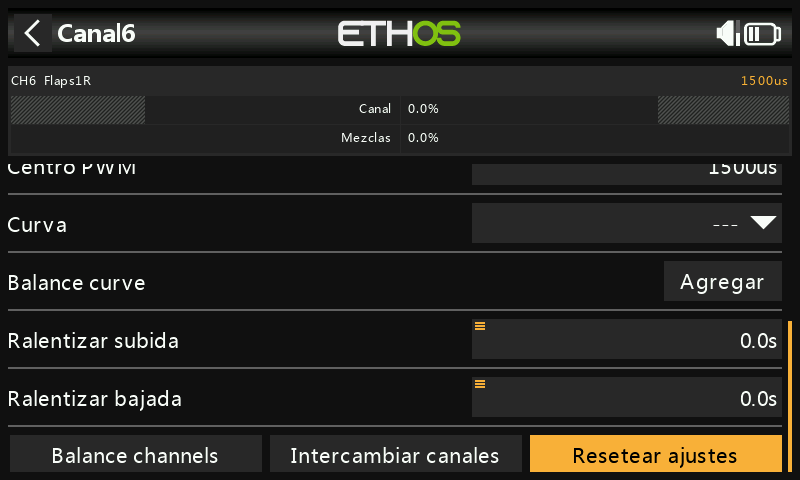 Canal6
ETHOS
CH6 Flaps1R
1500us
Canal 0.0%
Mezclas 0.0%
Centro PWM 1500us
Curva ---
Balance curve Agregar
Ralentizar subida 0.0s
Ralentizar bajada 0.0s
Balance channels Intercambiar canales Resetear ajustes